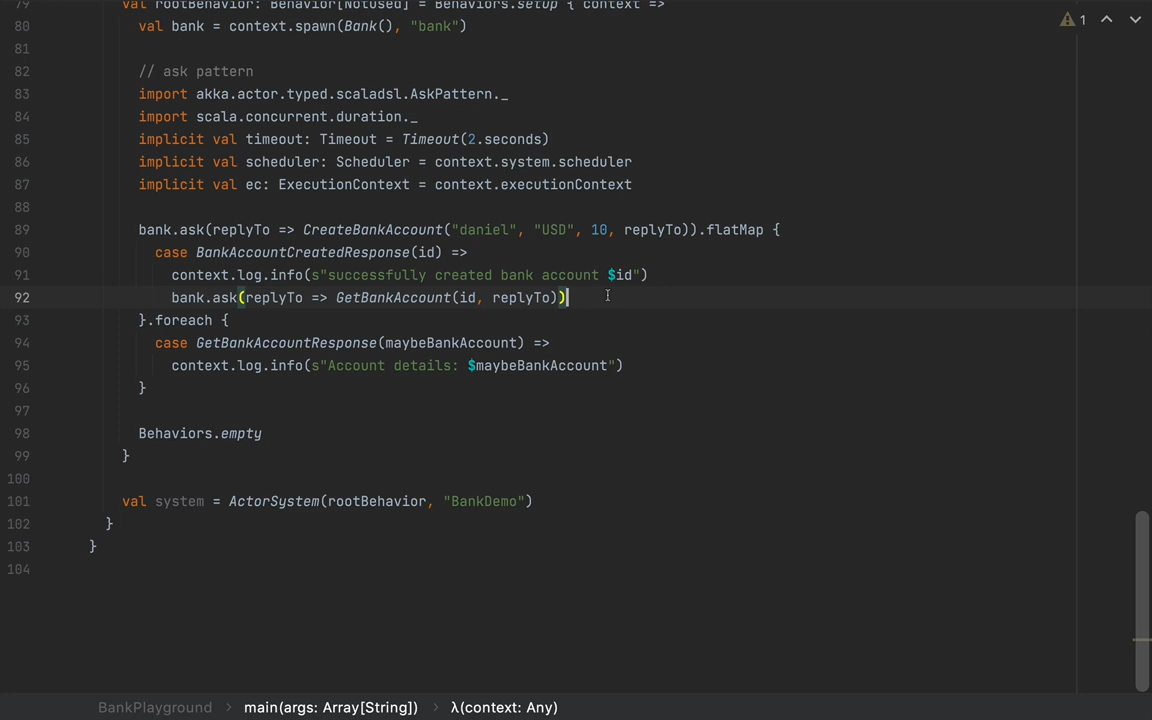 79 val rootBehavior: Behavior[NotUsed] = Behaviors.setup { context =>
80 val bank = context.spawn(Bank(), "bank")
81
82 // ask pattern
83 import akka.actor.typed.scaladsl.AskPattern._
84 import scala.concurrent.duration._
85 implicit val timeout: Timeout = Timeout(2.seconds)
86 implicit val scheduler: Scheduler = context.system.scheduler
87 implicit val ec: ExecutionContext = context.executionContext
88
89 bank.ask(replyTo => CreateBankAccount("daniel", "USD", 10, replyTo)).flatMap {
90 case BankAccountCreatedResponse(id) =>
91 context.log.info(s"successfully created bank account $id")
92 bank.ask(replyTo => GetBankAccount(id, replyTo))
93 }.foreach {
94 case GetBankAccountResponse(maybeBankAccount) =>
95 context.log.info(s"Account details: $maybeBankAccount")
96 }
97
98 Behaviors.empty
99 }
100
101 val system = ActorSystem(rootBehavior, "BankDemo")
102 }
103 }
104
1
BankPlayground > main(args: Array[String]) > λ(context: Any)